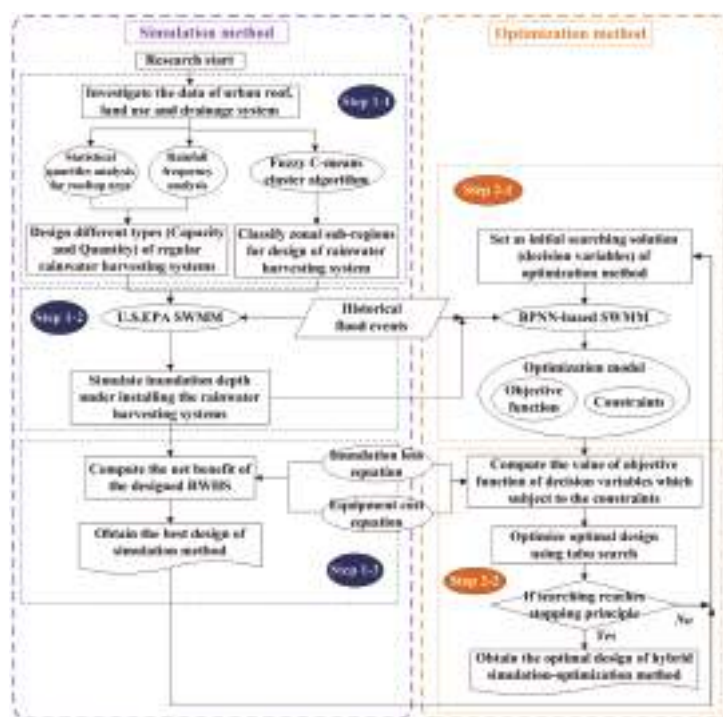 Simulation method
Optimization method
Research start
Investigate the data of urban roof,
land use and drainage system
Step 1-1
Statistical
quantiles analysis
for rooftop area
Rainfall
frequency
analysis
Fuzzy C-means
cluster algorithm
Design different types (Capacity
and Quantity) of regular
rainwater harvesting systems
Classify zonal sub-regions
for design of rainwater
harvesting system
Step 2-1
Set as initial searching solution
(decision variables) of
optimization method
Step 1-2
U.S.EPA SWMM
Historical
flood events
BPNN-based SWMM
Optimization model
Objective
function
Constraints
Simulate inundation depth
under installing the rainwater
harvesting systems
Compute the net benefit of
the designed RWHS
Inundation loss
equation
Equipment cost
equation
Compute the value of objective
function of decision variables which
subject to the constraints
Obtain the best design of
simulation method
Step 1-3
Optimize optimal design
using tabu search
Step 2-2
If searching reaches
stopping principle
No
Yes
Obtain the optimal design of hybrid
simulation-optimization method